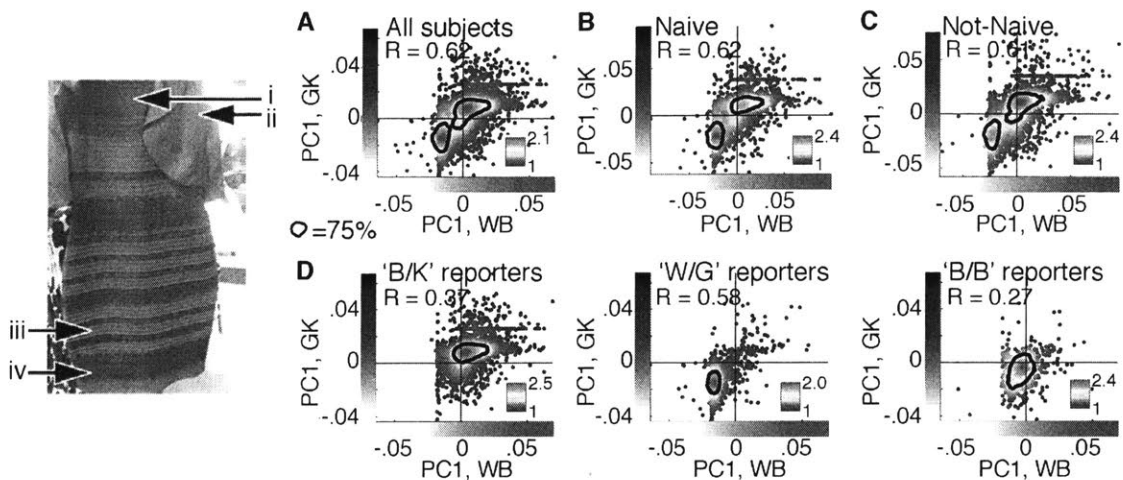 i
ii
iii
iv
=75%
A
All subjects
R = 0.62
.04
0
-.04
PC1, GK
2.1
1
-.05 0 .05
PC1, WB
B
Naive
R = 0.62
.05
0
-.05
PC1, GK
2.4
1
-.05 0 .05
PC1, WB
C
Not-Naive
.05
0
-.05
PC1, GK
2.4
1
-.05 0 .05
PC1, WB
D
'B/K' reporters
R = 0.37
.04
0
-.04
PC1, GK
2.5
1
-.05 0 .05
PC1, WB
'W/G' reporters
R = 0.58
.04
0
-.04
PC1, GK
2.0
1
-.05 0 .05
PC1, WB
'B/B' reporters
R = 0.27
.04
0
-.04
PC1, GK
2.4
1
-.05 0 .05
PC1, WB